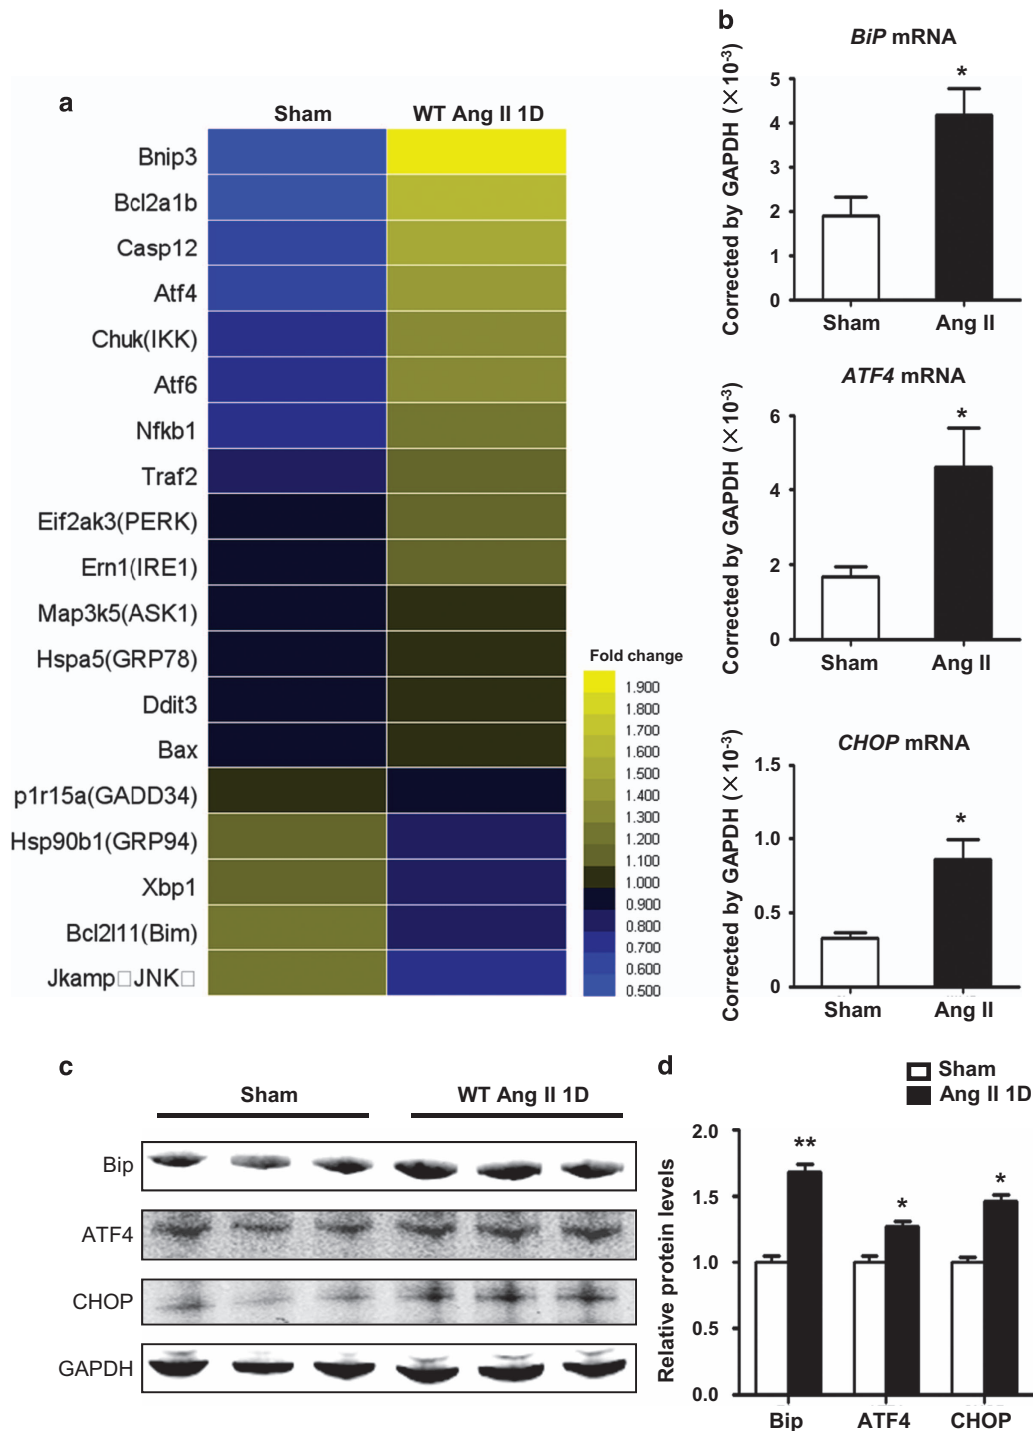 a
Sham
WT Ang II 1D
Bnip3
Bcl2a1b
Casp12
Atf4
Chuk(IKK)
Atf6
Nfkb1
Traf2
Eif2ak3(PERK)
Ern1(IRE1)
Map3k5(ASK1)
Hspa5(GRP78)
Ddit3
Bax
p1r15a(GADD34)
Hsp90b1(GRP94)
Xbp1
Bcl2l11(Bim)
Jkamp□JNK□
Fold change
1.900
1.800
1.700
1.600
1.500
1.400
1.300
1.200
1.100
1.000
0.900
0.800
0.700
0.600
0.500
b
BiP mRNA
Corrected by GAPDH (×10-3)
5
4
3
2
1
0
*
Sham
Ang II
ATF4 mRNA
Corrected by GAPDH (×10-3)
6
4
2
0
*
Sham
Ang II
CHOP mRNA
Corrected by GAPDH (×10-3)
1.5
1.0
0.5
0
*
Sham
Ang II
c
Sham
WT Ang II 1D
Bip
ATF4
CHOP
GAPDH
d
Sham
Ang II 1D
Relative protein levels
2.0
1.5
1.0
0.5
0.0
**
*
*
Bip
ATF4
CHOP